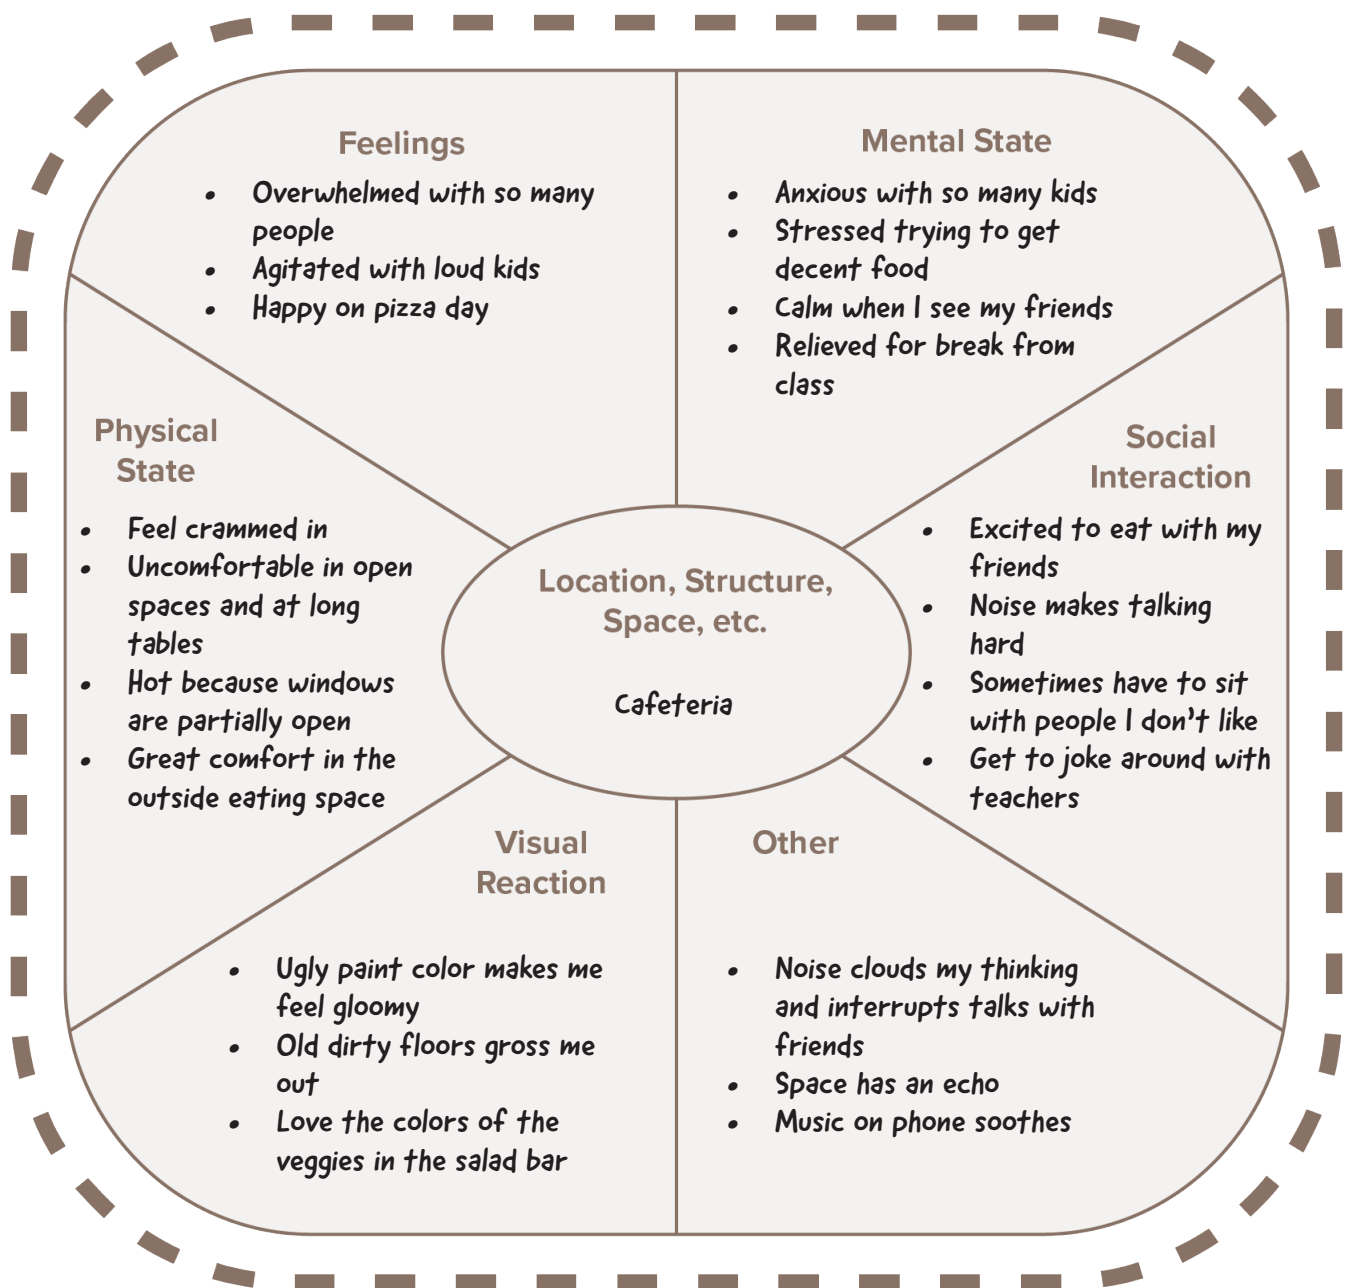 Feelings
• Overwhelmed with so many
people
• Agitated with loud kids
• Happy on pizza day
Mental State
• Anxious with so many kids
• Stressed trying to get
decent food
• Calm when I see my friends
• Relieved for break from
class
Physical
State
• Feel crammed in
• Uncomfortable in open
spaces and at long
tables
• Hot because windows
are partially open
• Great comfort in the
outside eating space
Location, Structure,
Space, etc.
Cafeteria
Social
Interaction
• Excited to eat with my
friends
• Noise makes talking
hard
• Sometimes have to sit
with people I don't like
• Get to joke around with
teachers
Visual
Reaction
• Ugly paint color makes me
feel gloomy
• Old dirty floors gross me
out
• Love the colors of the
veggies in the salad bar
Other
• Noise clouds my thinking
and interrupts talks with
friends
• Space has an echo
• Music on phone soothes